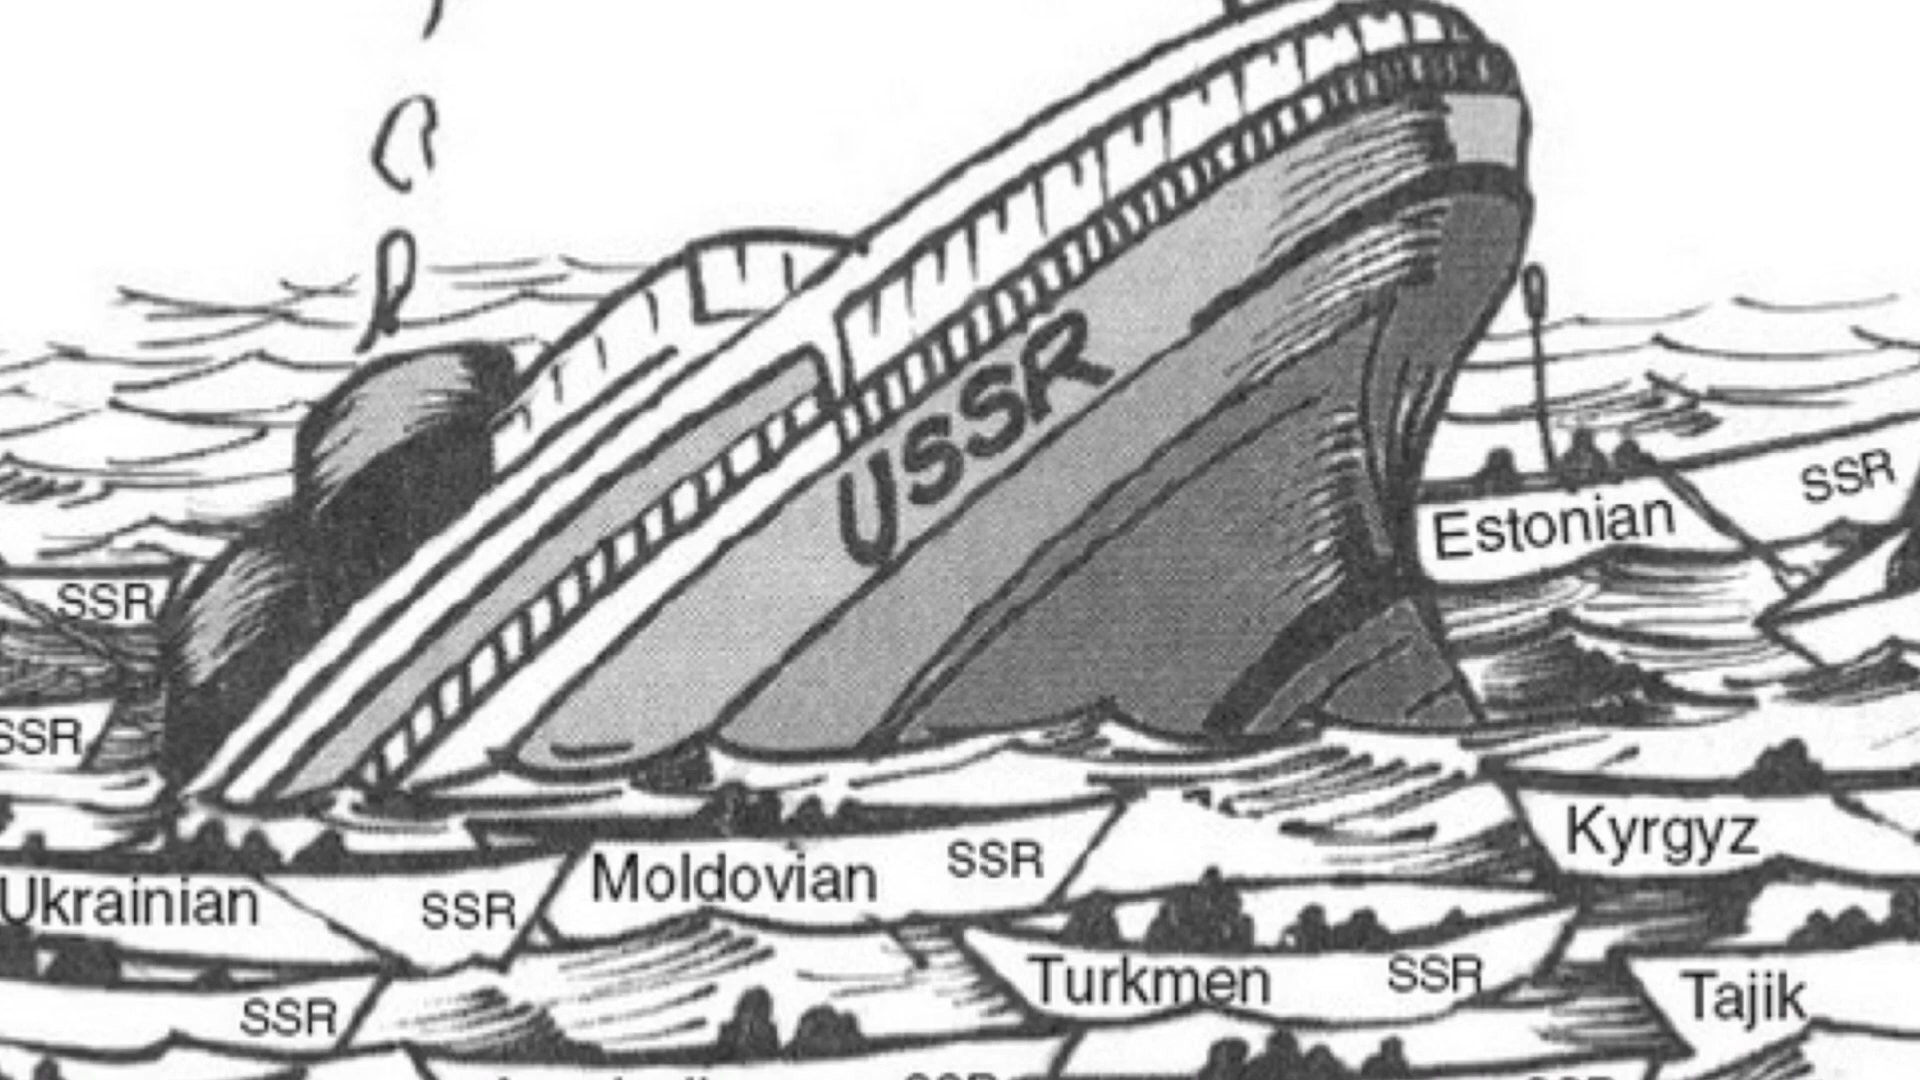 USSR
SSR
Estonian
SSR
SSR
Kyrgyz
Moldovian SSR
Ukrainian SSR
Turkmen SSR
Tajik
SSR